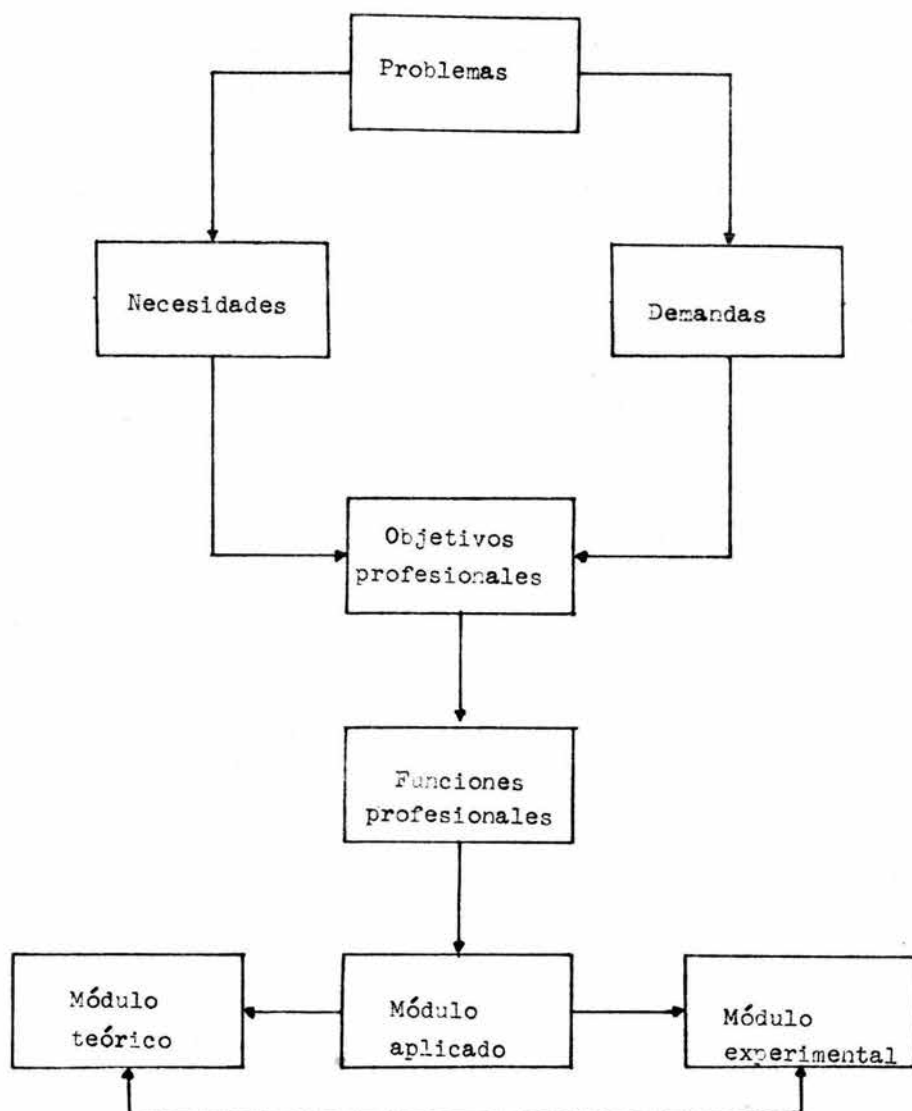 Problemas
Necesidades
Demandas
Objetivos
profesionales
Funciones
profesionales
Módulo
teórico
Módulo
aplicado
Módulo
experimental